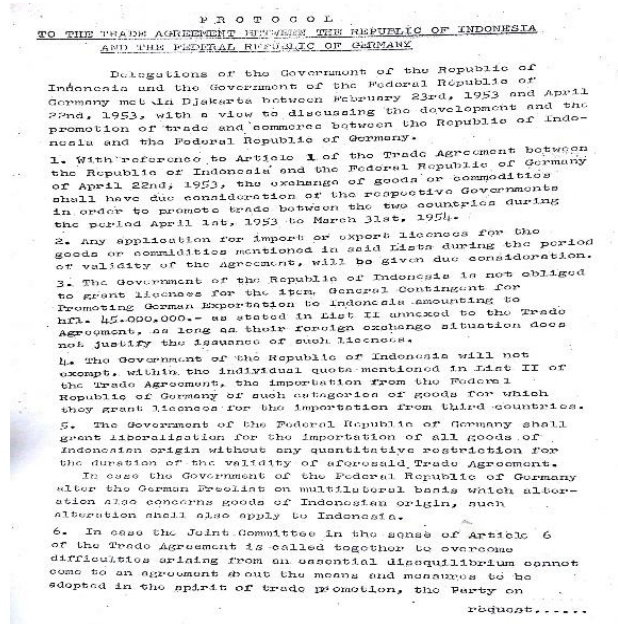 P R O T O C O L
TO THE TRADE AGREEMENT BETWEEN THE REPUBLIC OF INDONESIA
AND THE FEDERAL REPUBLIC OF GERMANY
Delegations of the Government of the Republic of
Indonesia and the Government of the Federal Republic of
Germany met in Djakarta between February 23rd, 1953 and April
22nd, 1953, with a view to discussing the development and the
promotion of trade and commerce between the Republic of Indo-
nesia and the Federal Republic of Germany.
1. With reference to Article 1 of the Trade Agreement between
the Republic of Indonesia and the Federal Republic of Germany
of April 22nd, 1953, the exchange of goods or commodities
shall have due consideration of the respective Governments
in order to promote trade between the two countries during
the period April 1st, 1953 to March 31st, 1954.
2. Any application for import or export licences for the
goods or commidities mentioned in said Lists during the period
of validity of the Agreement, will be given due consideration.
3. The Government of the Republic of Indonesia is not obliged
to grant licences for the item, General Contingent for
Promoting German Exportation to Indonesia amounting to
hfl. 45.000.000.- as stated in List II annexed to the Trade
Agreement, as long as their foreign exchange situation does
not justify the issuance of such licences.
4. The Government of the Republic of Indonesia will not
exempt, within the individual quota mentioned in List II of
the Trade Agreement, the importation from the Federal
Republic of Germany of such categories of goods for which
they grant licences for the importation from third countries.
5. The Government of the Federal Republic of Germany shall
grant liberalisation for the importation of all goods of
Indonesian origin without any quantitative restriction for
the duration of the validity of aforesaid Trade Agreement.
In case the Government of the Federal Republic of Germany
alter the German Freelist on multilateral basis which alter-
ation also concerns goods of Indonesian origin, such
alteration shall also apply to Indonesia.
6. In case the Joint Committee in the sense of Article 6
of the Trade Agreement is called together to overcome
difficulties arising from an essential disequilibrium cannot
come to an agreement about the means and measures to be
adopted in the spirit of trade promotion, the Party on
request......